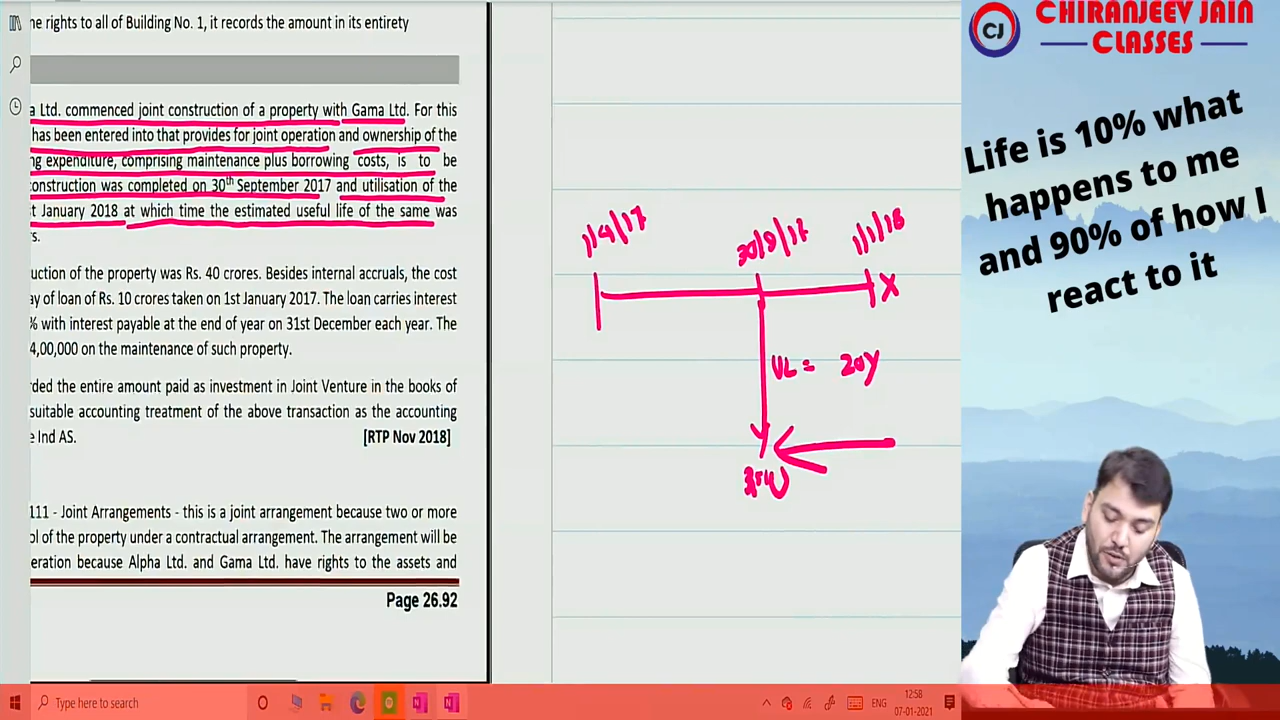 ne rights to all of Building No. 1, it records the amount in its entirety
a Ltd. commenced joint construction of a property with Gama Ltd. For this
has been entered into that provides for joint operation and ownership of the
ng expenditure, comprising maintenance plus borrowing costs, is to be
onstruction was completed on 30th September 2017 and utilisation of the
t January 2018 at which time the estimated useful life of the same was
s.
uction of the property was Rs. 40 crores. Besides internal accruals, the cost
ay of loan of Rs. 10 crores taken on 1st January 2017. The loan carries interest
% with interest payable at the end of year on 31st December each year. The
4,00,000 on the maintenance of such property.
rded the entire amount paid as investment in Joint Venture in the books of
suitable accounting treatment of the above transaction as the accounting
e Ind AS.
[RTP Nov 2018]
111 - Joint Arrangements - this is a joint arrangement because two or more
ol of the property under a contractual arrangement. The arrangement will be
eration because Alpha Ltd. and Gama Ltd. have rights to the assets and
Page 26.92
1/4/17
30/9/17
1/1/18
X
UL = 20y
CJ
CHIRANJEEV JAIN
CLASSES
Life is 10% what
happens to me
and 90% of how I
react to it
Type here to search
ENG
12:58
07-01-2021